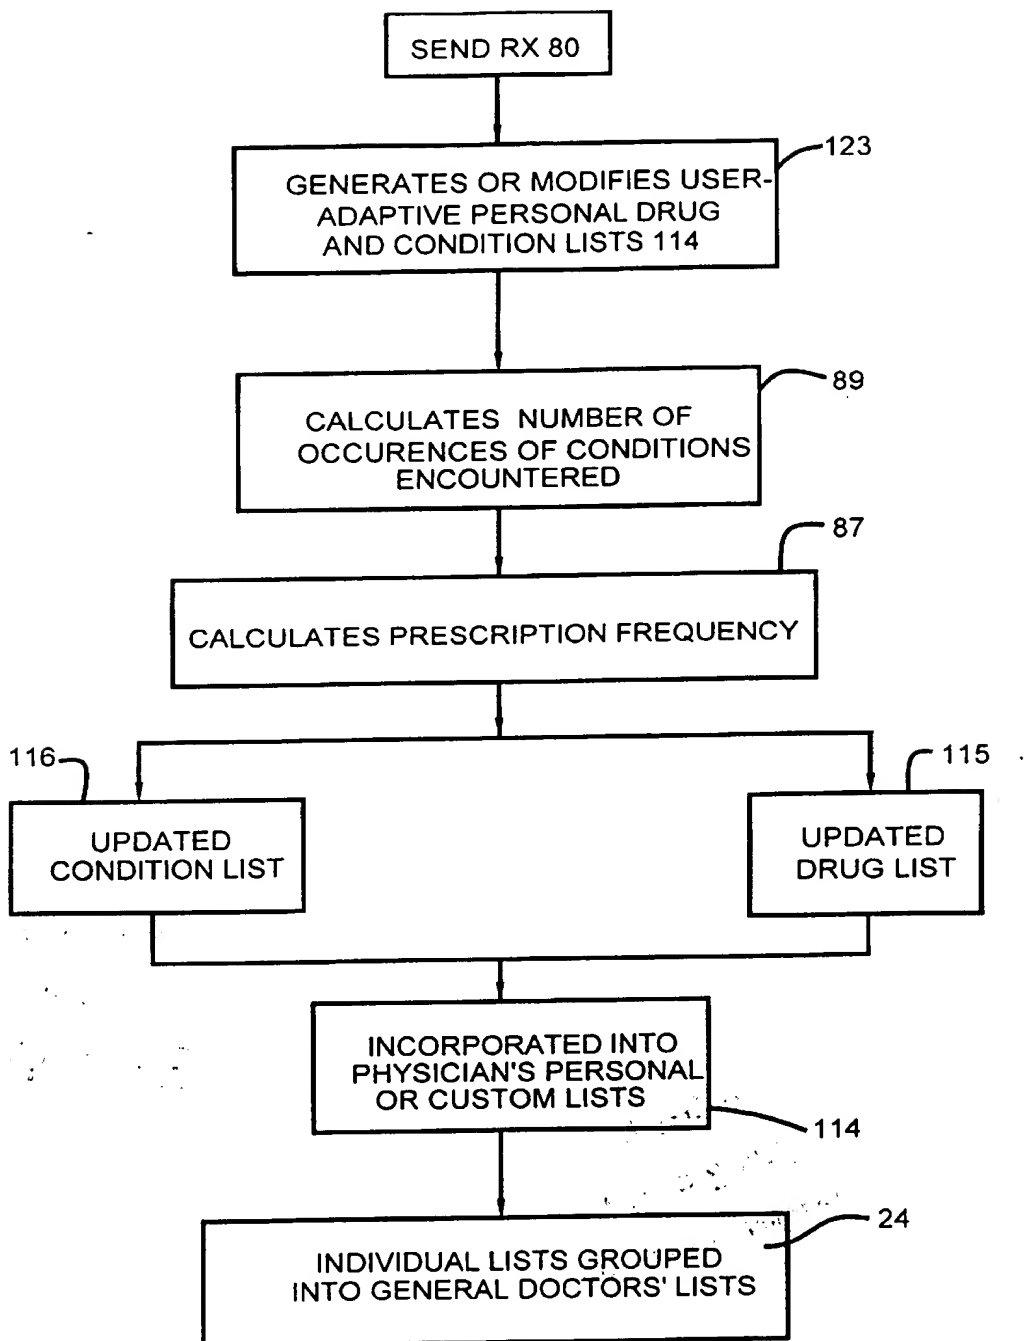 SEND RX 80
123
GENERATES OR MODIFIES USER-
ADAPTIVE PERSONAL DRUG
AND CONDITION LISTS 114
89
CALCULATES NUMBER OF
OCCURENCES OF CONDITIONS
ENCOUNTERED
87
CALCULATES PRESCRIPTION FREQUENCY
116
115
UPDATED
CONDITION LIST
UPDATED
DRUG LIST
INCORPORATED INTO
PHYSICIAN'S PERSONAL
OR CUSTOM LISTS
114
24
INDIVIDUAL LISTS GROUPED
INTO GENERAL DOCTORS' LISTS